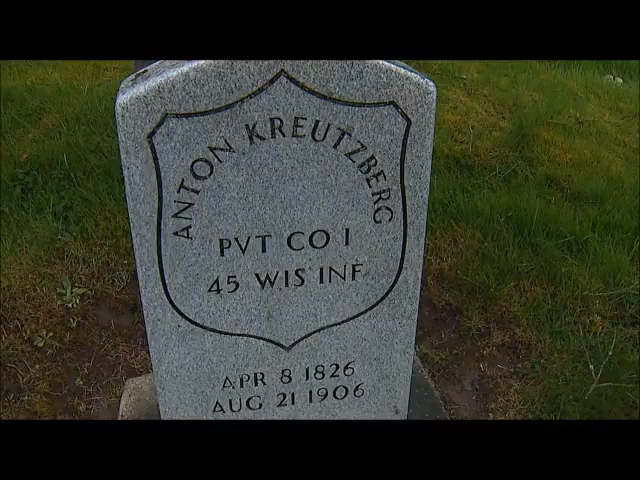 ANTON KREUTZBERG
PVT CO I
45 WIS INF
APR 8 1826
AUG 21 1906